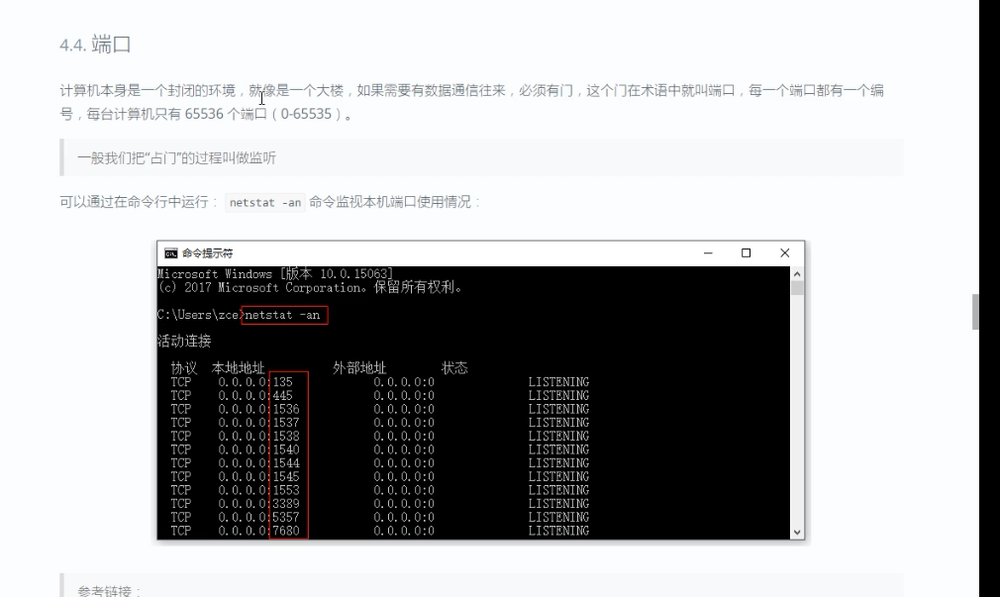 4.4. 端口
计算机本身是一个封闭的环境，就像是一个大楼，如果需要有数据通信往来，必须有门，这个门在术语中就叫端口，每一个端口都有一个编
号，每台计算机只有 65536 个端口（0-65535）。
一般我们把“占门”的过程叫做监听
可以通过在命令行中运行： netstat -an 命令监视本机端口使用情况：
命令提示符
Microsoft Windows [版本 10.0.15063]
(c) 2017 Microsoft Corporation。保留所有权利。
C:\Users\zce>netstat -an
活动连接
协议 本地地址 外部地址 状态
TCP 0.0.0.0:135 0.0.0.0:0 LISTENING
TCP 0.0.0.0:445 0.0.0.0:0 LISTENING
TCP 0.0.0.0:1536 0.0.0.0:0 LISTENING
TCP 0.0.0.0:1537 0.0.0.0:0 LISTENING
TCP 0.0.0.0:1538 0.0.0.0:0 LISTENING
TCP 0.0.0.0:1540 0.0.0.0:0 LISTENING
TCP 0.0.0.0:1544 0.0.0.0:0 LISTENING
TCP 0.0.0.0:1545 0.0.0.0:0 LISTENING
TCP 0.0.0.0:1553 0.0.0.0:0 LISTENING
TCP 0.0.0.0:3389 0.0.0.0:0 LISTENING
TCP 0.0.0.0:5357 0.0.0.0:0 LISTENING
TCP 0.0.0.0:7680 0.0.0.0:0 LISTENING
参考链接：